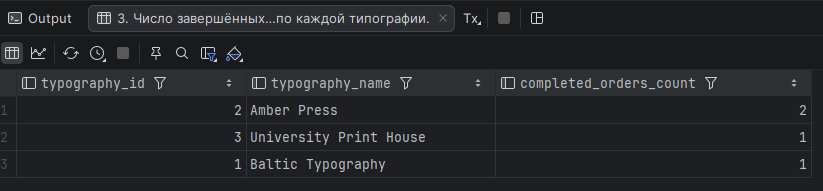 Output 3. Число завершённых...по каждой типографии. × Tx
typography_id typography_name completed_orders_count
1 2 Amber Press 2
2 3 University Print House 1
3 1 Baltic Typography 1